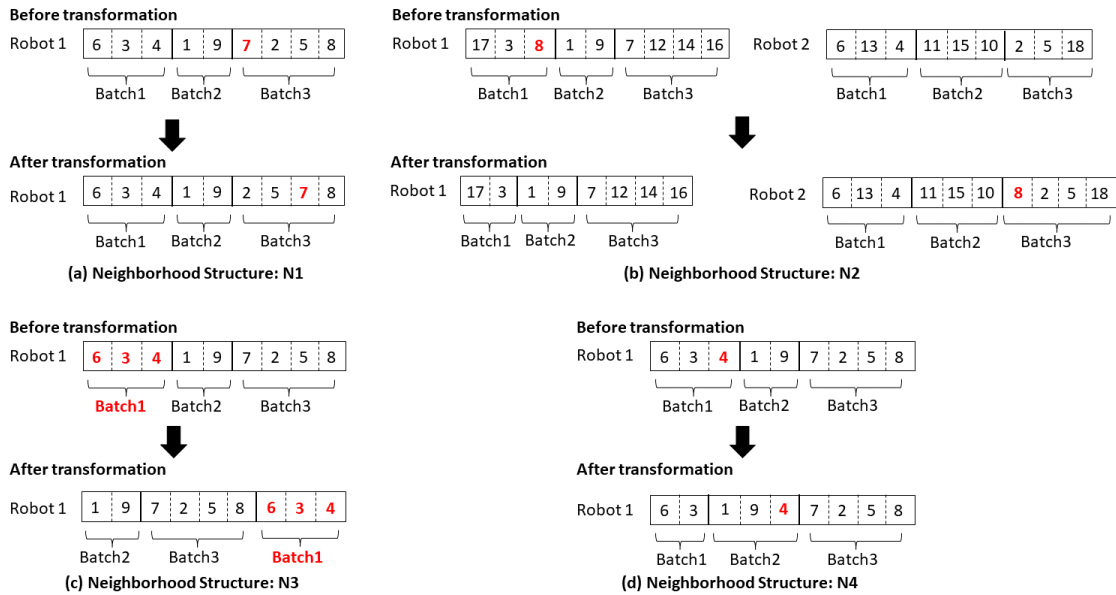 Before transformation
Robot 1 6 3 4 1 9 7 2 5 8
Batch1 Batch2 Batch3
After transformation
Robot 1 6 3 4 1 9 2 5 7 8
Batch1 Batch2 Batch3
(a) Neighborhood Structure: N1
Before transformation
Robot 1 17 3 8 1 9 7 12 14 16 Robot 2 6 13 4 11 15 10 2 5 18
Batch1 Batch2 Batch3 Batch1 Batch2 Batch3
After transformation
Robot 1 17 3 1 9 7 12 14 16 Robot 2 6 13 4 11 15 10 8 2 5 18
Batch1 Batch2 Batch3 Batch1 Batch2 Batch3
(b) Neighborhood Structure: N2
Before transformation
Robot 1 6 3 4 1 9 7 2 5 8
Batch1 Batch2 Batch3
After transformation
Robot 1 1 9 7 2 5 8 6 3 4
Batch2 Batch3 Batch1
(c) Neighborhood Structure: N3
Before transformation
Robot 1 6 3 4 1 9 7 2 5 8
Batch1 Batch2 Batch3
After transformation
Robot 1 6 3 1 9 4 7 2 5 8
Batch1 Batch2 Batch3
(d) Neighborhood Structure: N4